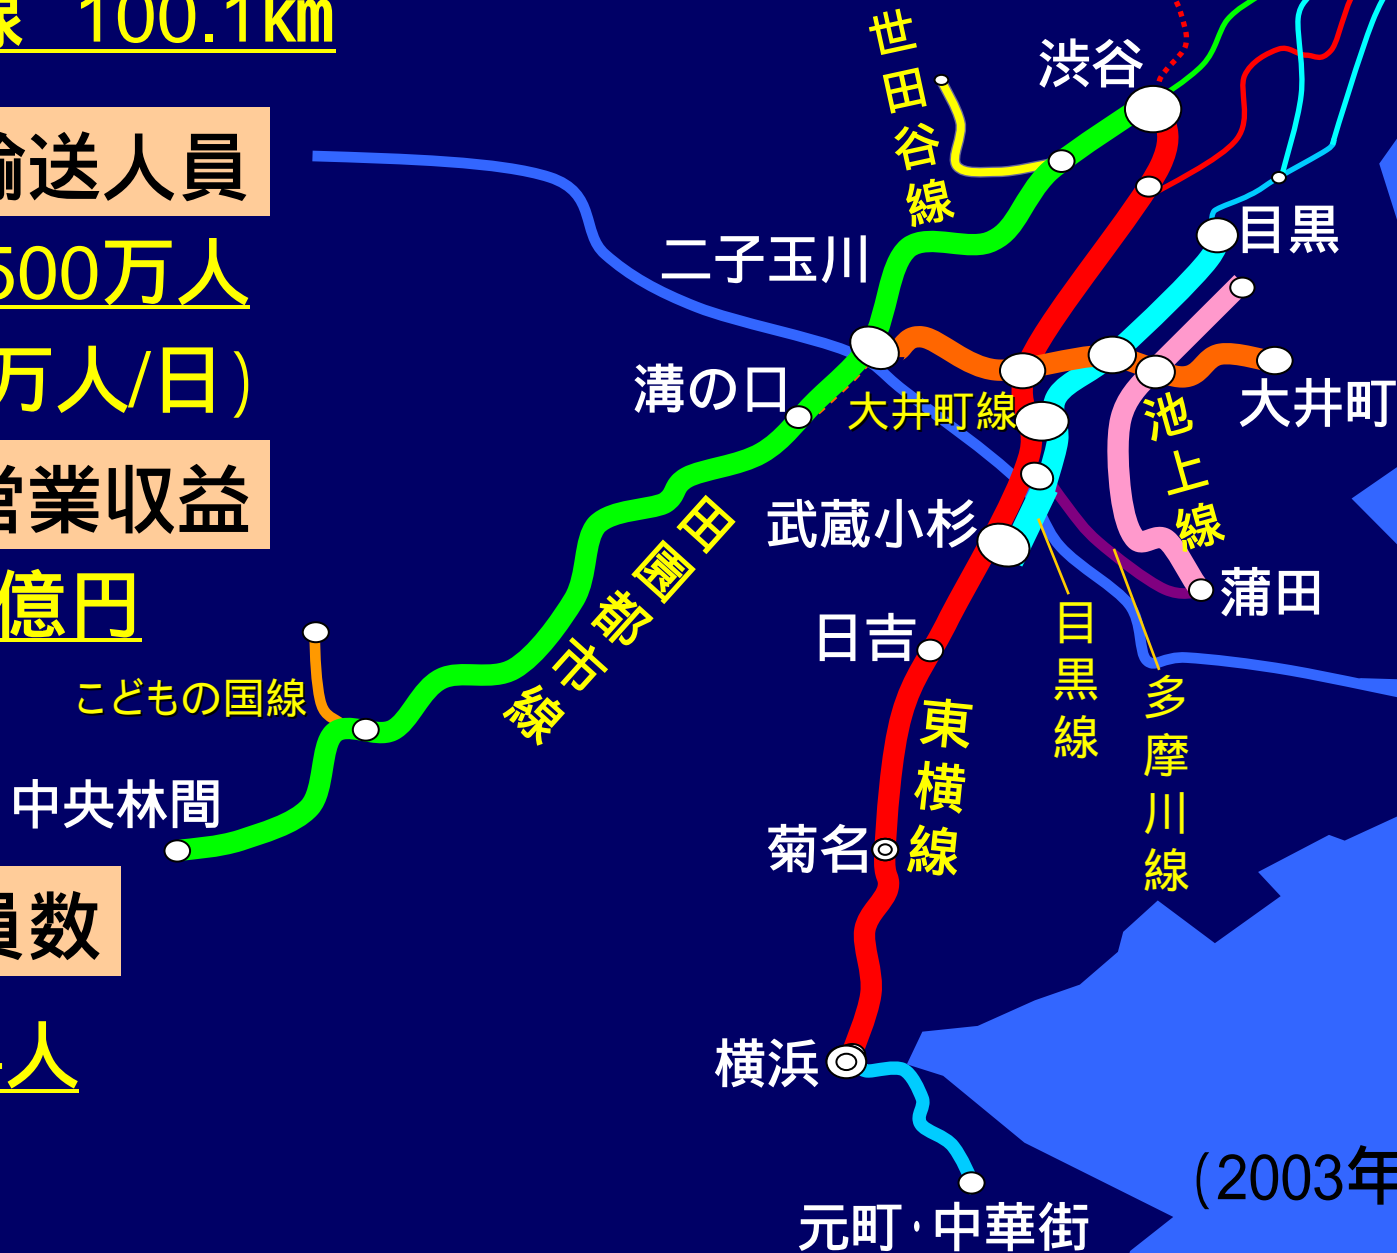 線 100.1km
輸送人員
500万人
万人/日)
営業収益
億円
員数
人
世田谷線
渋谷
目黒
二子玉川
溝の口
大井町線
大井町
池上線
武蔵小杉
蒲田
日吉
目黒線
多摩川線
田園都市線
こどもの国線
中央林間
東横線
菊名
横浜
元町・中華街
(2003年